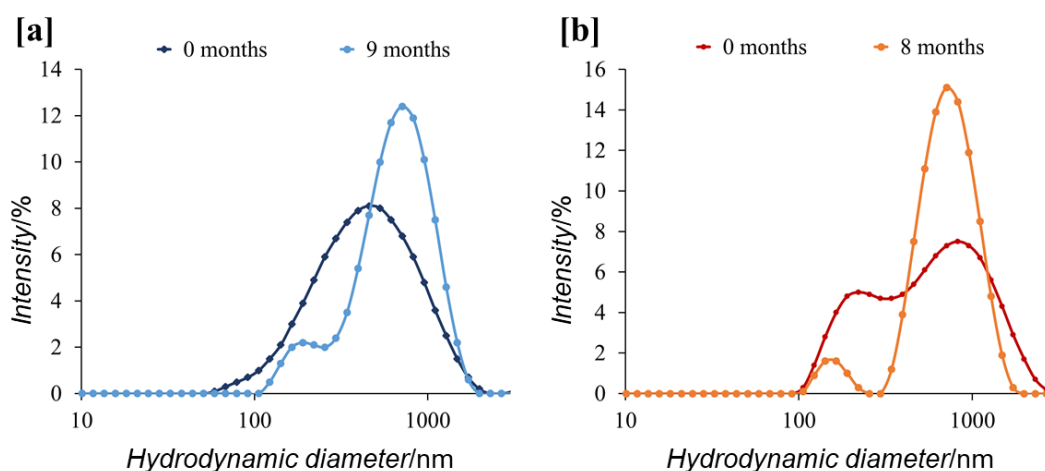 [a]
0 months
9 months
14
12
10
8
6
4
2
0
Intensity/%
10
100
1000
Hydrodynamic diameter/nm
[b]
0 months
8 months
16
14
12
10
8
6
4
2
0
Intensity/%
10
100
1000
Hydrodynamic diameter/nm